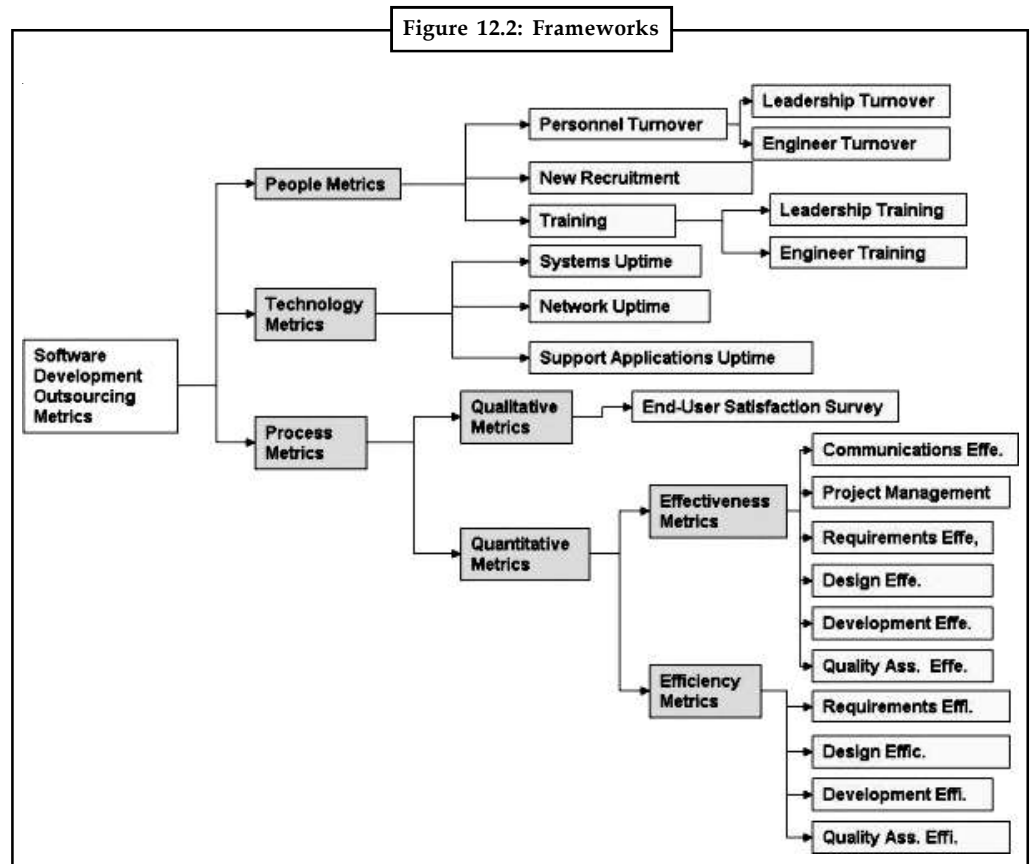 Figure 12.2: Frameworks
Leadership Turnover
Personnel Turnover
Engineer Turnover
People Metrics
New Recruitment
Leadership Training
Training
Engineer Training
Systems Uptime
Technology
Metrics
Network Uptime
Support Applications Uptime
Software
Development
Outsourcing
Metrics
Qualitative
Metrics
End-User Satisfaction Survey
Process
Metrics
Communications Effe.
Effectiveness
Metrics
Project Management
Requirements Effe,
Quantitative
Metrics
Design Effe.
Development Effe.
Quality Ass. Effe.
Efficiency
Metrics
Requirements Effi.
Design Effic.
Development Effi.
Quality Ass. Effi.